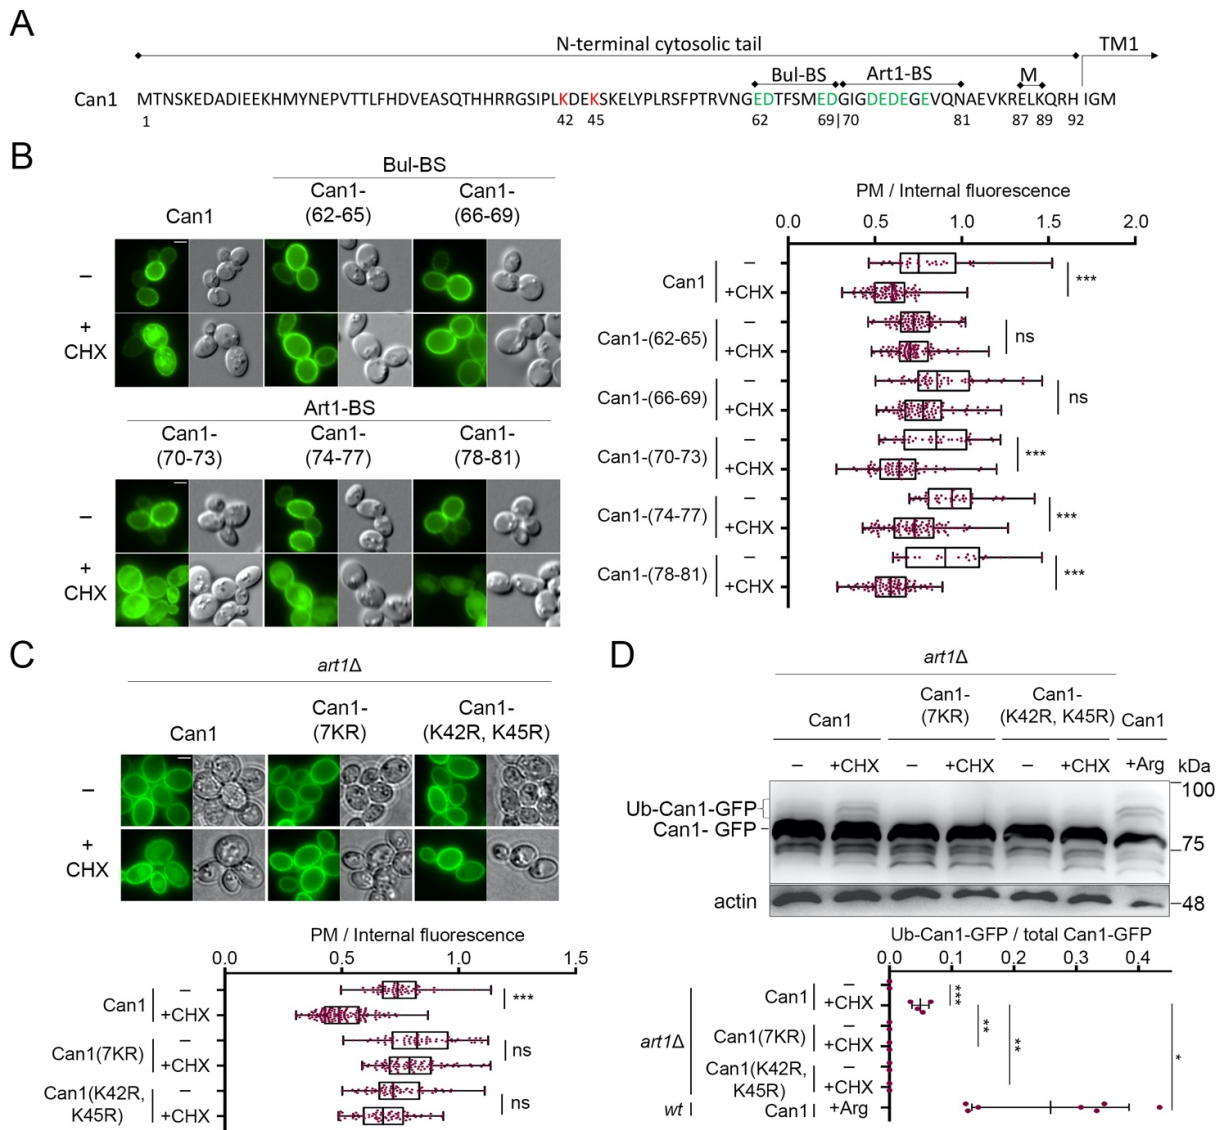 A
N-terminal cytosolic tail
TM1
Bul-BS
Art1-BS
M
Can1
MTNSKEDADIEEKHMYNEPVTTLFHDVEASQTHHRRGSIPLKDEKSKELYPLRSFPTRVNGEDTFSMEDGIGDEDEGEVQNAEVKRELKQRHIGM
1 42 45 62 69|70 81 87 89 92
B
Bul-BS
Can1
Can1-
(62-65)
Can1-
(66-69)
–
+
CHX
Art1-BS
Can1-
(70-73)
Can1-
(74-77)
Can1-
(78-81)
–
+
CHX
PM / Internal fluorescence
0.0 0.5 1.0 1.5 2.0
Can1
–
+CHX
***
Can1-(62-65)
–
+CHX
ns
Can1-(66-69)
–
+CHX
ns
Can1-(70-73)
–
+CHX
***
Can1-(74-77)
–
+CHX
***
Can1-(78-81)
–
+CHX
***
C
art1Δ
Can1
Can1-
(7KR)
Can1-
(K42R, K45R)
–
+
CHX
PM / Internal fluorescence
0.0 0.5 1.0 1.5
Can1
–
+CHX
***
Can1(7KR)
–
+CHX
ns
Can1(K42R,
K45R)
–
+CHX
ns
D
art1Δ
Can1
Can1-
(7KR)
Can1-
(K42R, K45R)
Can1
– +CHX – +CHX – +CHX +Arg kDa
Ub-Can1-GFP
Can1- GFP
100
75
actin
48
Ub-Can1-GFP / total Can1-GFP
0.0 0.1 0.2 0.3 0.4
art1Δ
Can1
–
+CHX
***
Can1(7KR)
–
+CHX
**
Can1(K42R,
K45R)
–
+CHX
**
wt
Can1
+Arg
*